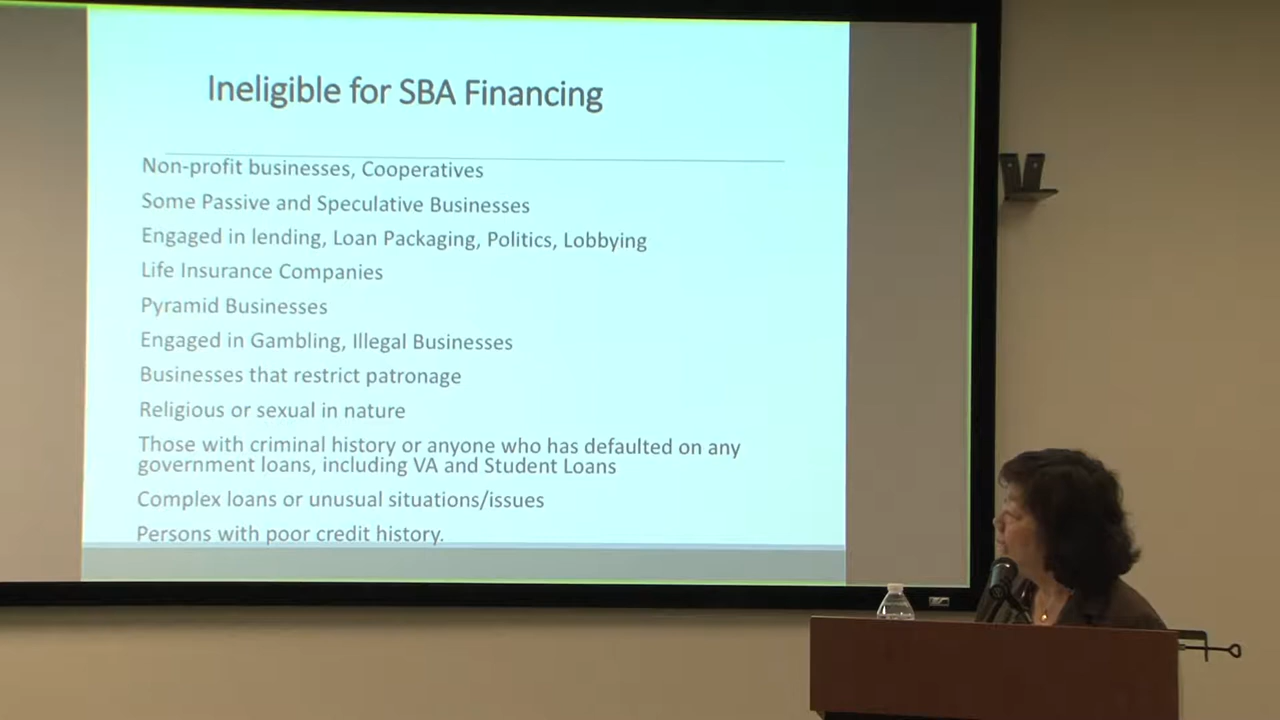 Ineligible for SBA Financing
Non-profit businesses, Cooperatives
Some Passive and Speculative Businesses
Engaged in lending, Loan Packaging, Politics, Lobbying
Life Insurance Companies
Pyramid Businesses
Engaged in Gambling, Illegal Businesses
Businesses that restrict patronage
Religious or sexual in nature
Those with criminal history or anyone who has defaulted on any
government loans, including VA and Student Loans
Complex loans or unusual situations/issues
Persons with poor credit history.